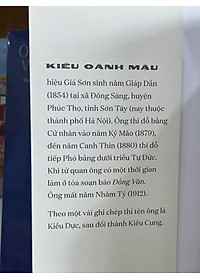 KIỀU OANH MẬU
hiệu Giá Sơn sinh năm Giáp Dần
(1854) tại xã Đông Sàng, huyện
Phúc Thọ, tỉnh Sơn Tây (nay thuộc
thành phố Hà Nội). Ông thi đỗ bằng
Cử nhân vào năm Kỷ Mão (1879),
đến năm Canh Thìn (1880) thi đỗ
tiếp Phó bảng dưới triều Tự Đức.
Khi từ quan ông có một thời gian
làm ở tòa soạn báo Đồng Văn.
Ông mất năm Nhâm Tý (1912).
Theo một vài ghi chép thì tên ông là
Kiều Dực, sau đổi thành Kiều Cung.